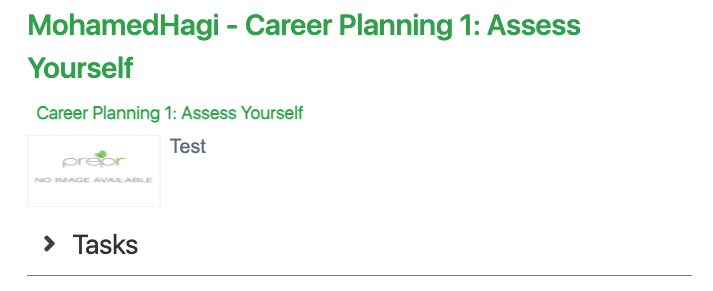 MohamedHagi - Career Planning 1: Assess
Yourself
Career Planning 1: Assess Yourself
prepr
NO IMAGE AVAILABLE
Test
Tasks